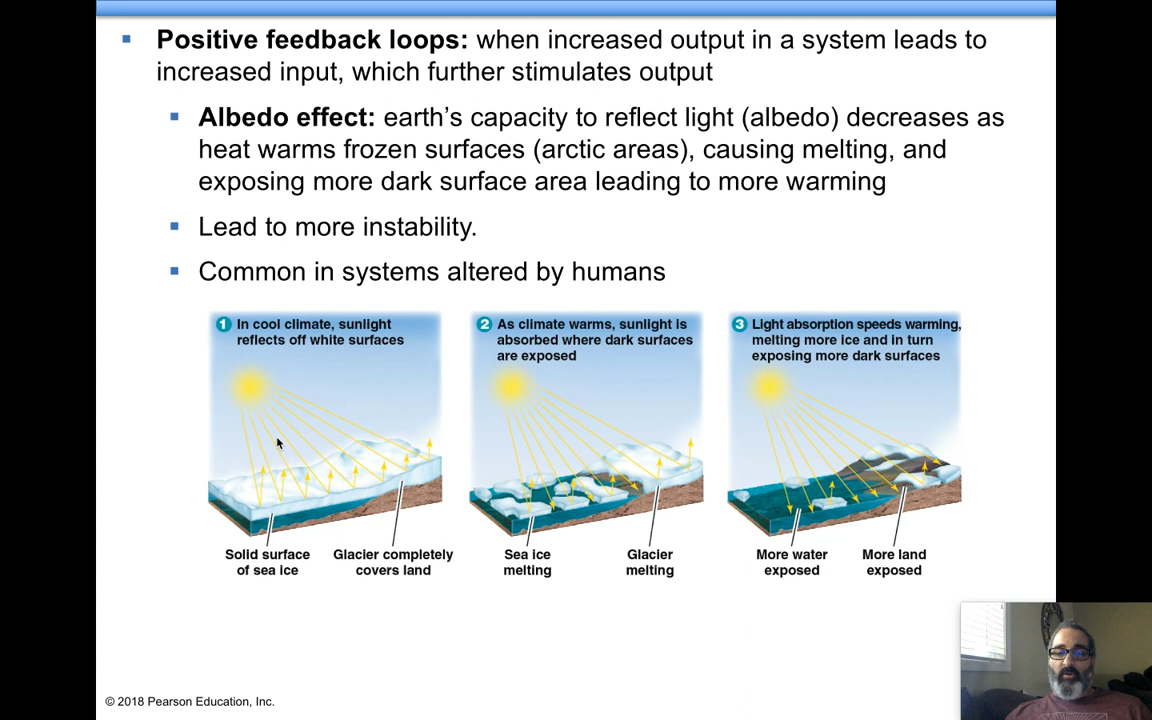 Positive feedback loops: when increased output in a system leads to
increased input, which further stimulates output
Albedo effect: earth's capacity to reflect light (albedo) decreases as
heat warms frozen surfaces (arctic areas), causing melting, and
exposing more dark surface area leading to more warming
Lead to more instability.
Common in systems altered by humans
1 In cool climate, sunlight
reflects off white surfaces
Solid surface
of sea ice
Glacier completely
covers land
2 As climate warms, sunlight is
absorbed where dark surfaces
are exposed
Sea ice
melting
Glacier
melting
3 Light absorption speeds warming,
melting more ice and in turn
exposing more dark surfaces
More water
exposed
More land
exposed
© 2018 Pearson Education, Inc.